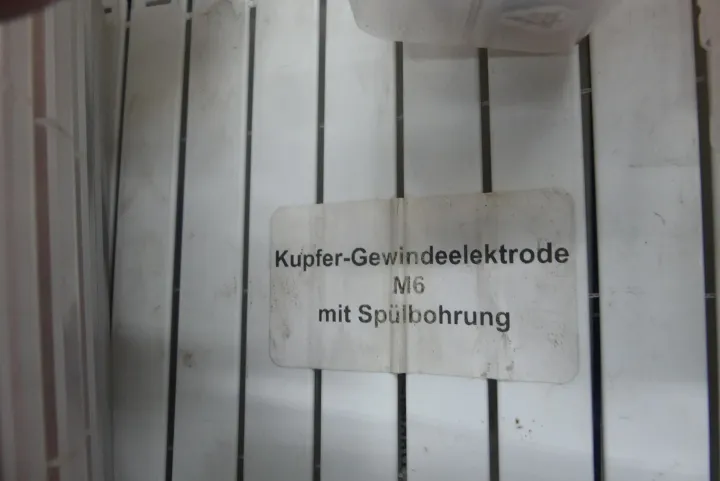 Kupfer-Gewindeelektrode
M6
mit Spülbohrung